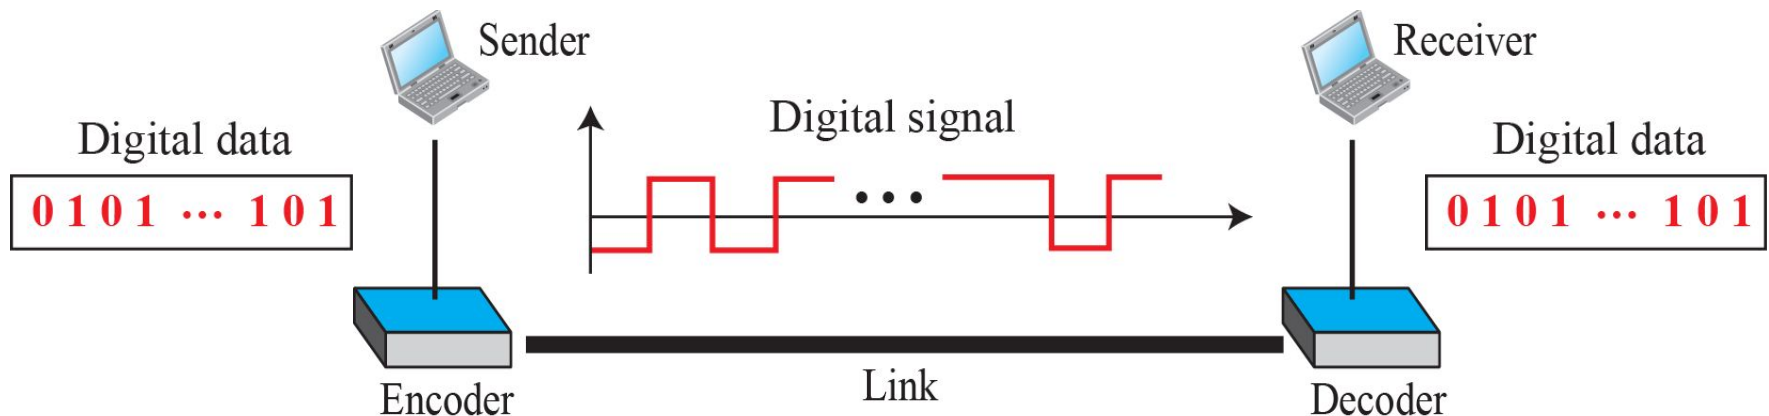 Sender
Receiver
Digital data
Digital signal
Digital data
0 1 0 1 ··· 1 0 1
0 1 0 1 ··· 1 0 1
Link
Encoder
Decoder